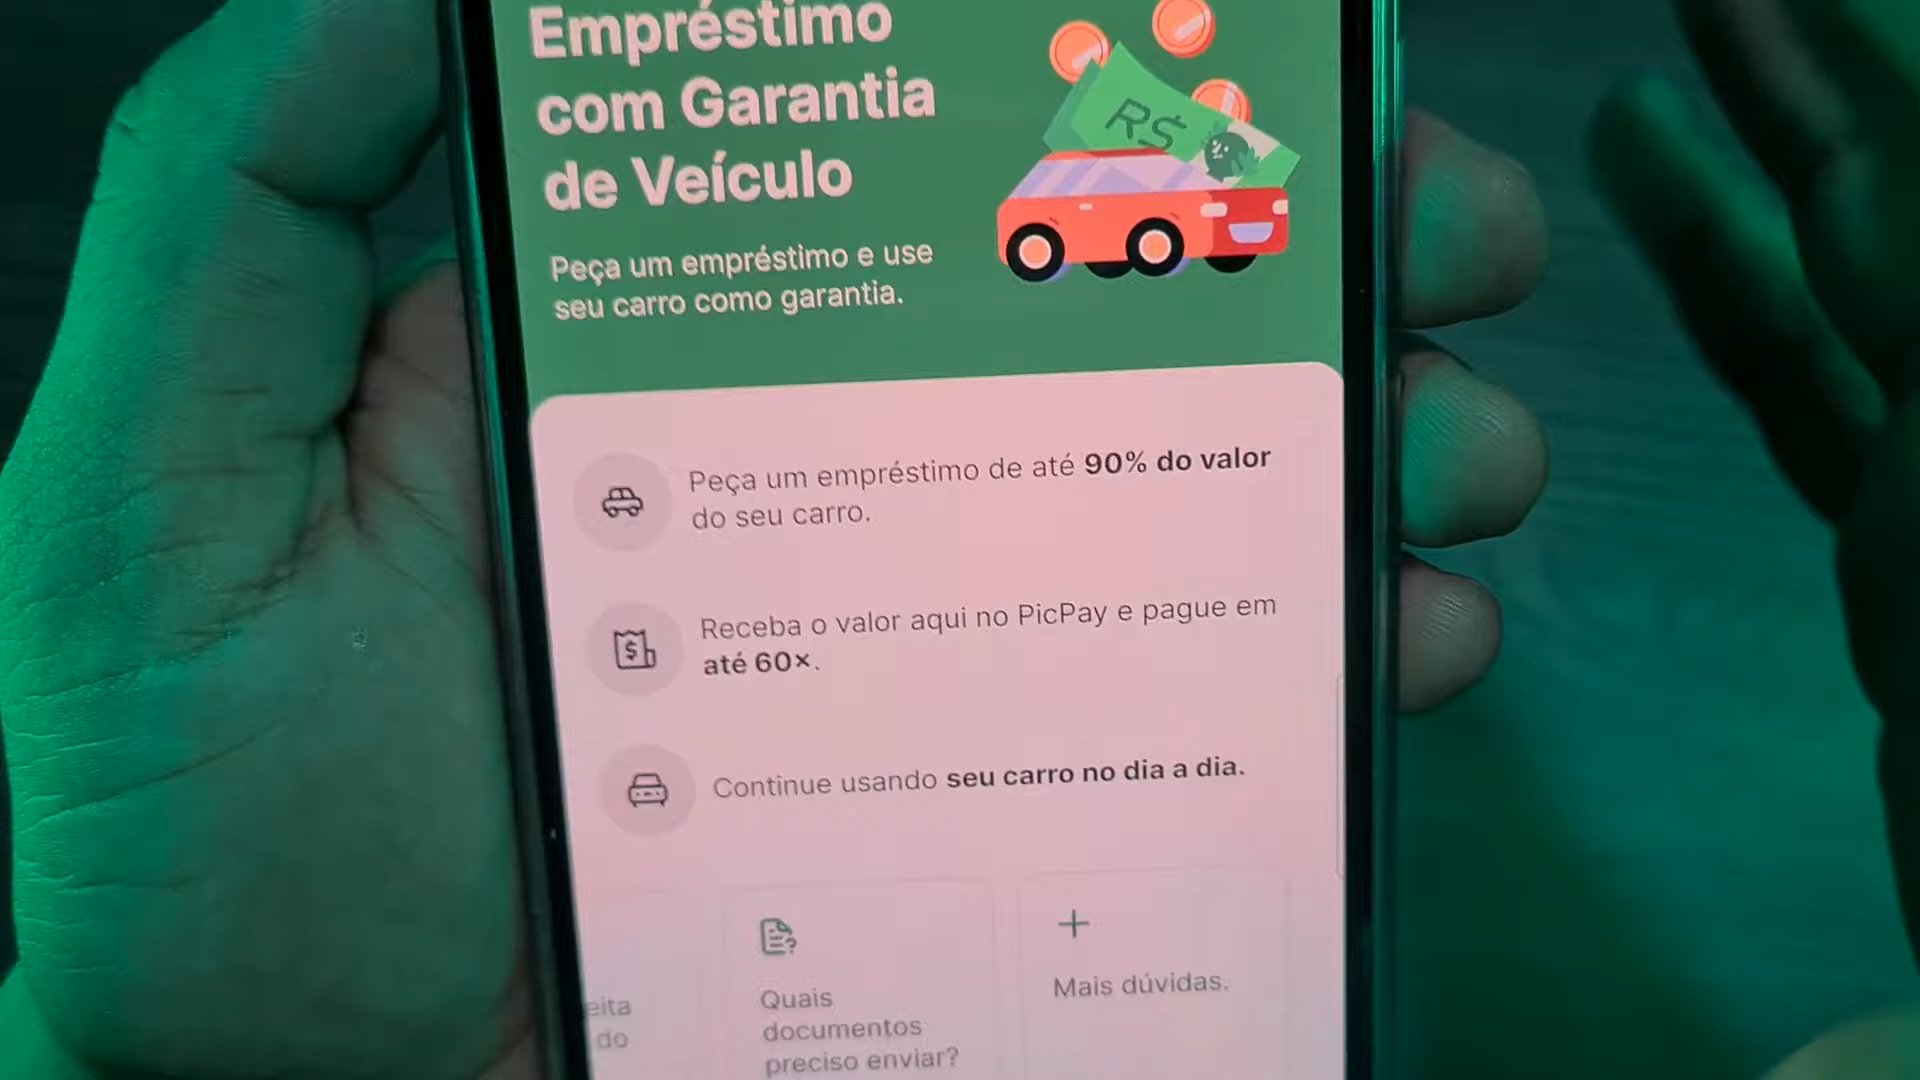 Empréstimo
com Garantia
de Veículo
R$
Peça um empréstimo e use
seu carro como garantia.
Peça um empréstimo de até 90% do valor
do seu carro.
Receba o valor aqui no PicPay e pague em
até 60×.
Continue usando seu carro no dia a dia.
eita
do
Quais
documentos
preciso enviar?
Mais dúvidas.